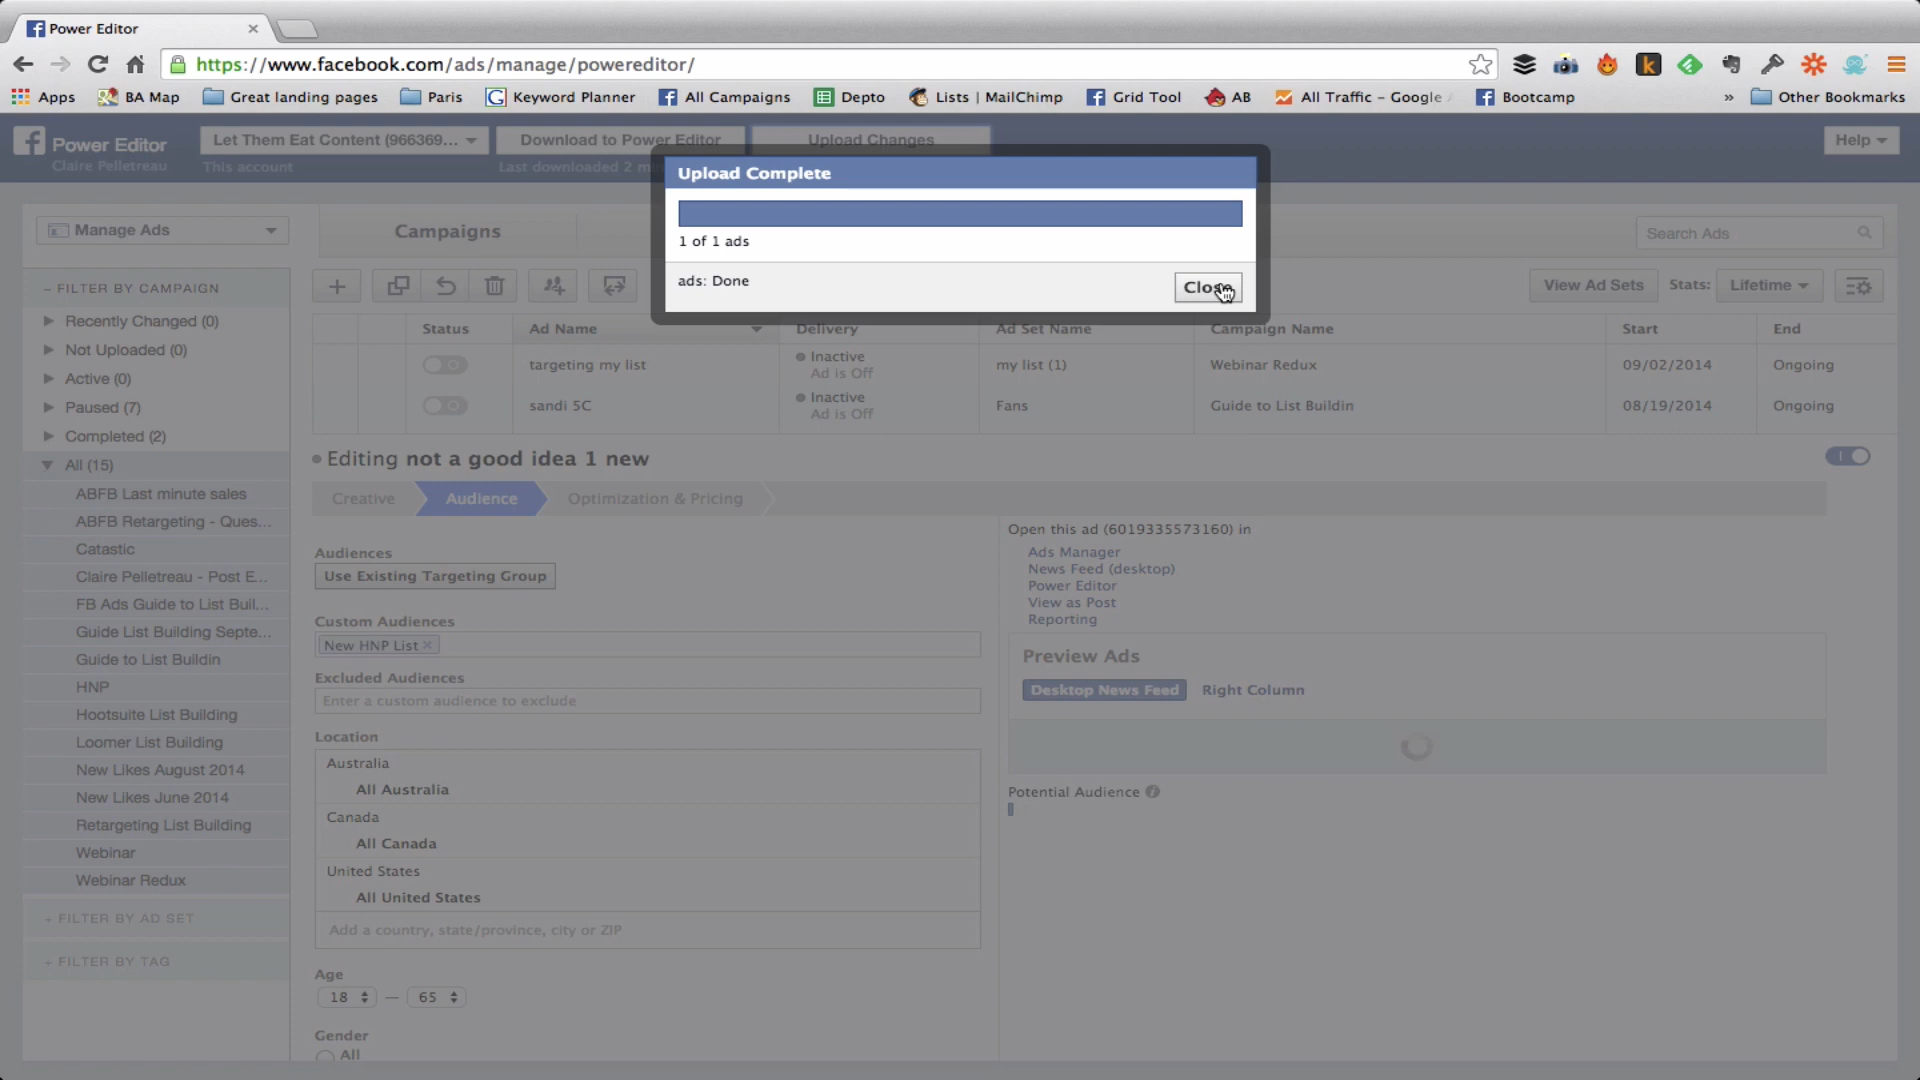 Power Editor
https://www.facebook.com/ads/manage/powereditor/
Apps
BA Map
Great landing pages
Paris
Keyword Planner
All Campaigns
Depto
Lists | MailChimp
Grid Tool
AB
All Traffic – Google
Bootcamp
»
Other Bookmarks
Power Editor
Claire Pelletreau
Let Them Eat Content (966369...
This account
Download to Power Editor
Last downloaded 2
Upload Changes
Help
Upload Complete
1 of 1 ads
ads: Done
Close
Manage Ads
Campaigns
Search Ads
View Ad Sets
Stats:
Lifetime
– FILTER BY CAMPAIGN
Recently Changed (0)
Not Uploaded (0)
Active (0)
Paused (7)
Completed (2)
All (15)
ABFB Last minute sales
ABFB Retargeting - Ques...
Catastic
Claire Pelletreau - Post E...
FB Ads Guide to List Buil...
Guide List Building Septe...
Guide to List Buildin
HNP
Hootsuite List Building
Loomer List Building
New Likes August 2014
New Likes June 2014
Retargeting List Building
Webinar
Webinar Redux
+ FILTER BY AD SET
+ FILTER BY TAG
Status Ad Name Delivery Ad Set Name Campaign Name Start End
targeting my list Inactive my list (1) Webinar Redux 09/02/2014 Ongoing
Ad is Off
sandi 5C Inactive Fans Guide to List Buildin 08/19/2014 Ongoing
Ad is Off
Editing not a good idea 1 new
Creative
Audience
Optimization & Pricing
Audiences
Use Existing Targeting Group
Custom Audiences
New HNP List ×
Excluded Audiences
Enter a custom audience to exclude
Location
Australia
All Australia
Canada
All Canada
United States
All United States
Add a country, state/province, city or ZIP
Age
18 — 65
Gender
All
Open this ad (6019335573160) in
Ads Manager
News Feed (desktop)
Power Editor
View as Post
Reporting
Preview Ads
Desktop News Feed
Right Column
Potential Audience